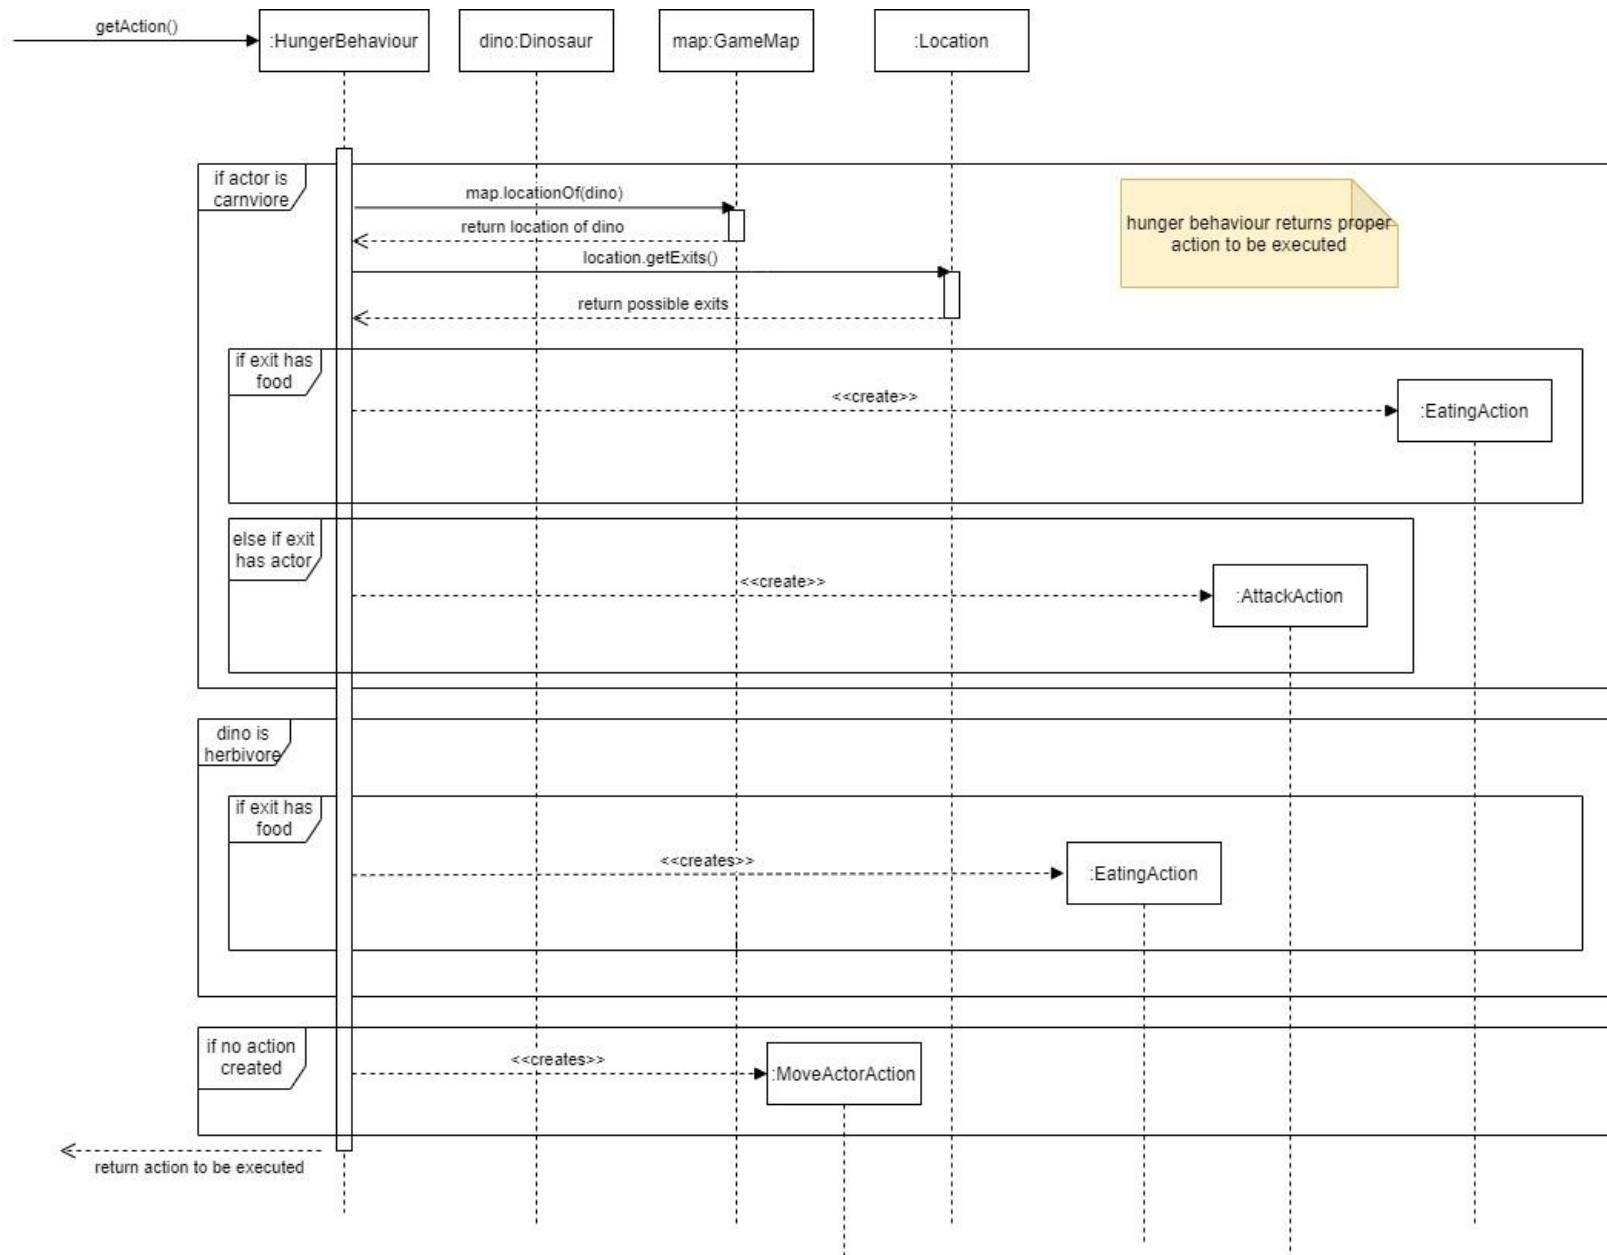 getAction()
:HungerBehaviour
dino:Dinosaur
map:GameMap
:Location
if actor is
carnviore
map.locationOf(dino)
return location of dino
location.getExits()
return possible exits
hunger behaviour returns proper
action to be executed
if exit has
food
<<create>>
:EatingAction
else if exit
has actor
<<create>>
:AttackAction
dino is
herbivore
if exit has
food
<<creates>>
:EatingAction
if no action
created
<<creates>>
:MoveActorAction
return action to be executed